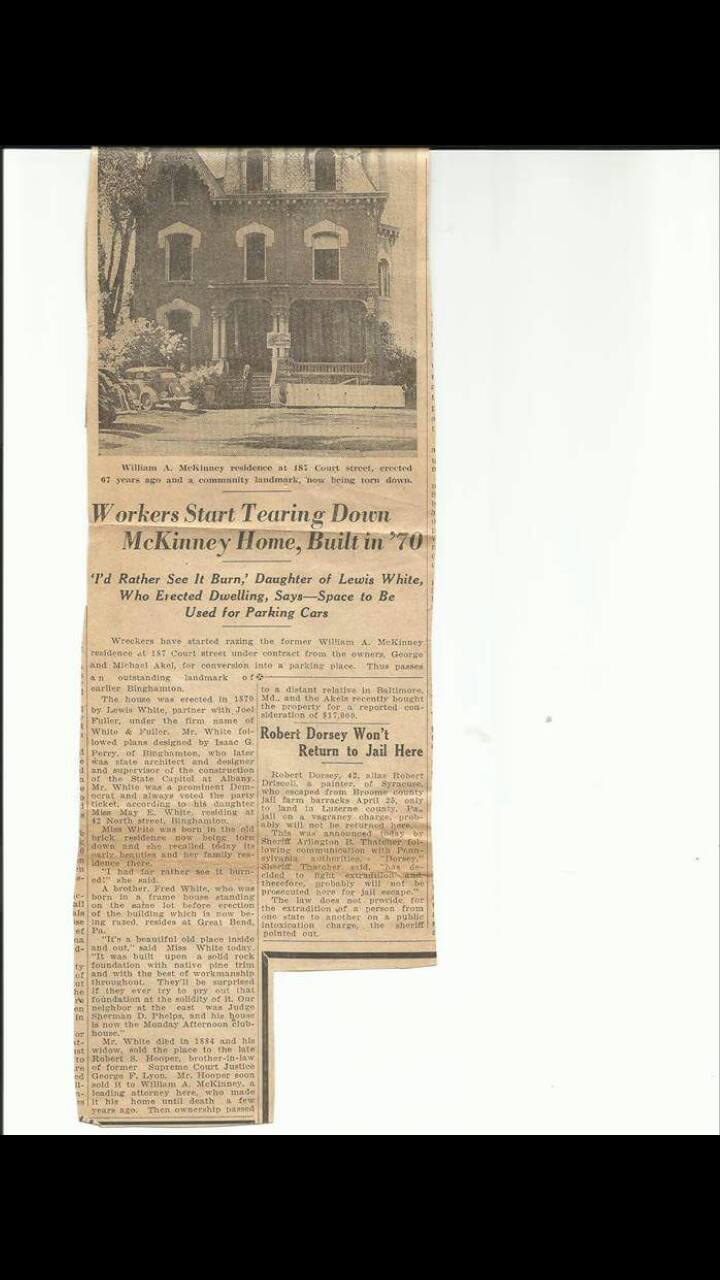 William A. McKinney residence at 187 Court street, erected
67 years ago and a community landmark, now being torn down.
Workers Start Tearing Down
McKinney Home, Built in '70
'I'd Rather See It Burn,' Daughter of Lewis White,
Who Erected Dwelling, Says—Space to Be
Used for Parking Cars
Wreckers have started razing the former William A. McKinney
residence at 187 Court street under contract from the owners, George
and Michael Akel, for conversion into a parking place. Thus passes
an outstanding landmark of
earlier Binghamton.
The house was erected in 1870
by Lewis White, partner with Joel
Fuller, under the firm name of
White & Fuller. Mr. White fol-
lowed plans designed by Isaac G.
Perry, of Binghamton, who later
was state architect and designer
and supervisor of the construction
of the State Capitol at Albany.
Mr. White was a prominent Dem-
ocrat and always voted the party
ticket, according to his daughter
Miss May E. White, residing at
42 North street, Binghamton.
Miss White was born in the old
brick residence now being torn
down and she recalled today its
early beauties and her family res-
idence there.
"I had far rather see it burn-
ed!" she said.
A brother, Fred White, who was
born in a frame house standing
on the same lot before erection
of the building which is now be-
ing razed, resides at Great Bend,
Pa.
"It's a beautiful old place inside
and out," said Miss White today.
"It was built upon a solid rock
foundation with native pine trim
and with the best of workmanship
throughout. They'll be surprised
if they ever try to pry out that
foundation at the solidity of it. Our
neighbor at the east was Judge
Sherman D. Phelps, and his house
is now the Monday Afternoon club-
house."
Mr. White died in 1884 and his
widow, sold the place to the late
Robert S. Hooper, brother-in-law
of former Supreme Court Justice
George F. Lyon. Mr. Hooper soon
sold it to William A. McKinney, a
leading attorney here, who made
it his home until death a few
years ago. Then ownership passed
to a distant relative in Baltimore,
Md., and the Akels recently bought
the property for a reported con-
sideration of $17,000.
Robert Dorsey Won't
Return to Jail Here
Robert Dorsey, 42, alias Robert
Driscoll, a painter, of Syracuse,
who escaped from Broome county
jail farm barracks April 25, only
to land in Luzerne county, Pa.,
jail on a vagrancy charge, prob-
ably will not be returned here.
This was announced today by
Sheriff Arlington B. Thatcher fol-
lowing communication with Penn-
sylvania authorities. "Dorsey,"
Sheriff Thatcher said, "has de-
cided to fight extradition and
therefore, probably will not be
prosecuted here for jail escape."
The law does not provide for
the extradition of a person from
one state to another on a public
intoxication charge, the sheriff
pointed out.